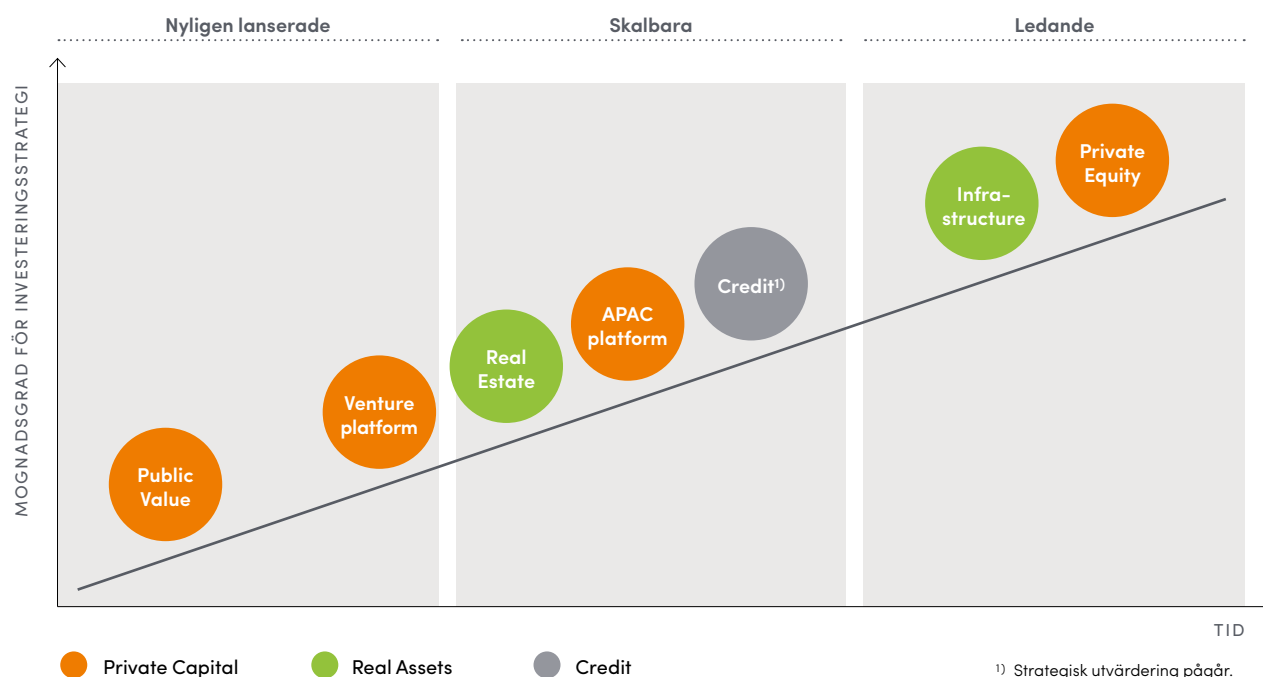 Nyligen lanserade
Skalbara
Ledande
MOGNADSGRAD FÖR INVESTERINGSSTRATEGI
Private
Equity
Infra-
structure
Credit¹⁾
APAC
platform
Real
Estate
Venture
platform
Public
Value
TID
Private Capital
Real Assets
Credit
¹⁾ Strategisk utvärdering pågår.